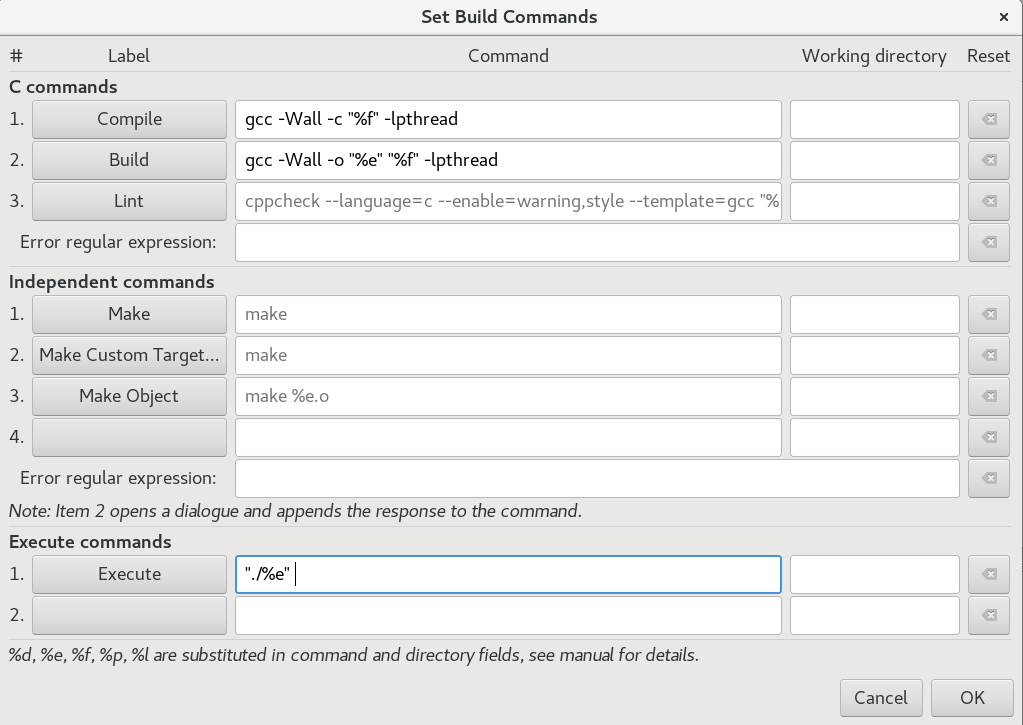 Set Build Commands ×
# Label Command Working directory Reset
C commands
1. Compile gcc -Wall -c "%f" -lpthread
2. Build gcc -Wall -o "%e" "%f" -lpthread
3. Lint cppcheck --language=c --enable=warning,style --template=gcc "%
Error regular expression:
Independent commands
1. Make make
2. Make Custom Target... make
3. Make Object make %e.o
4.
Error regular expression:
Note: Item 2 opens a dialogue and appends the response to the command.
Execute commands
1. Execute "./%e"
2.
%d, %e, %f, %p, %l are substituted in command and directory fields, see manual for details.
Cancel OK